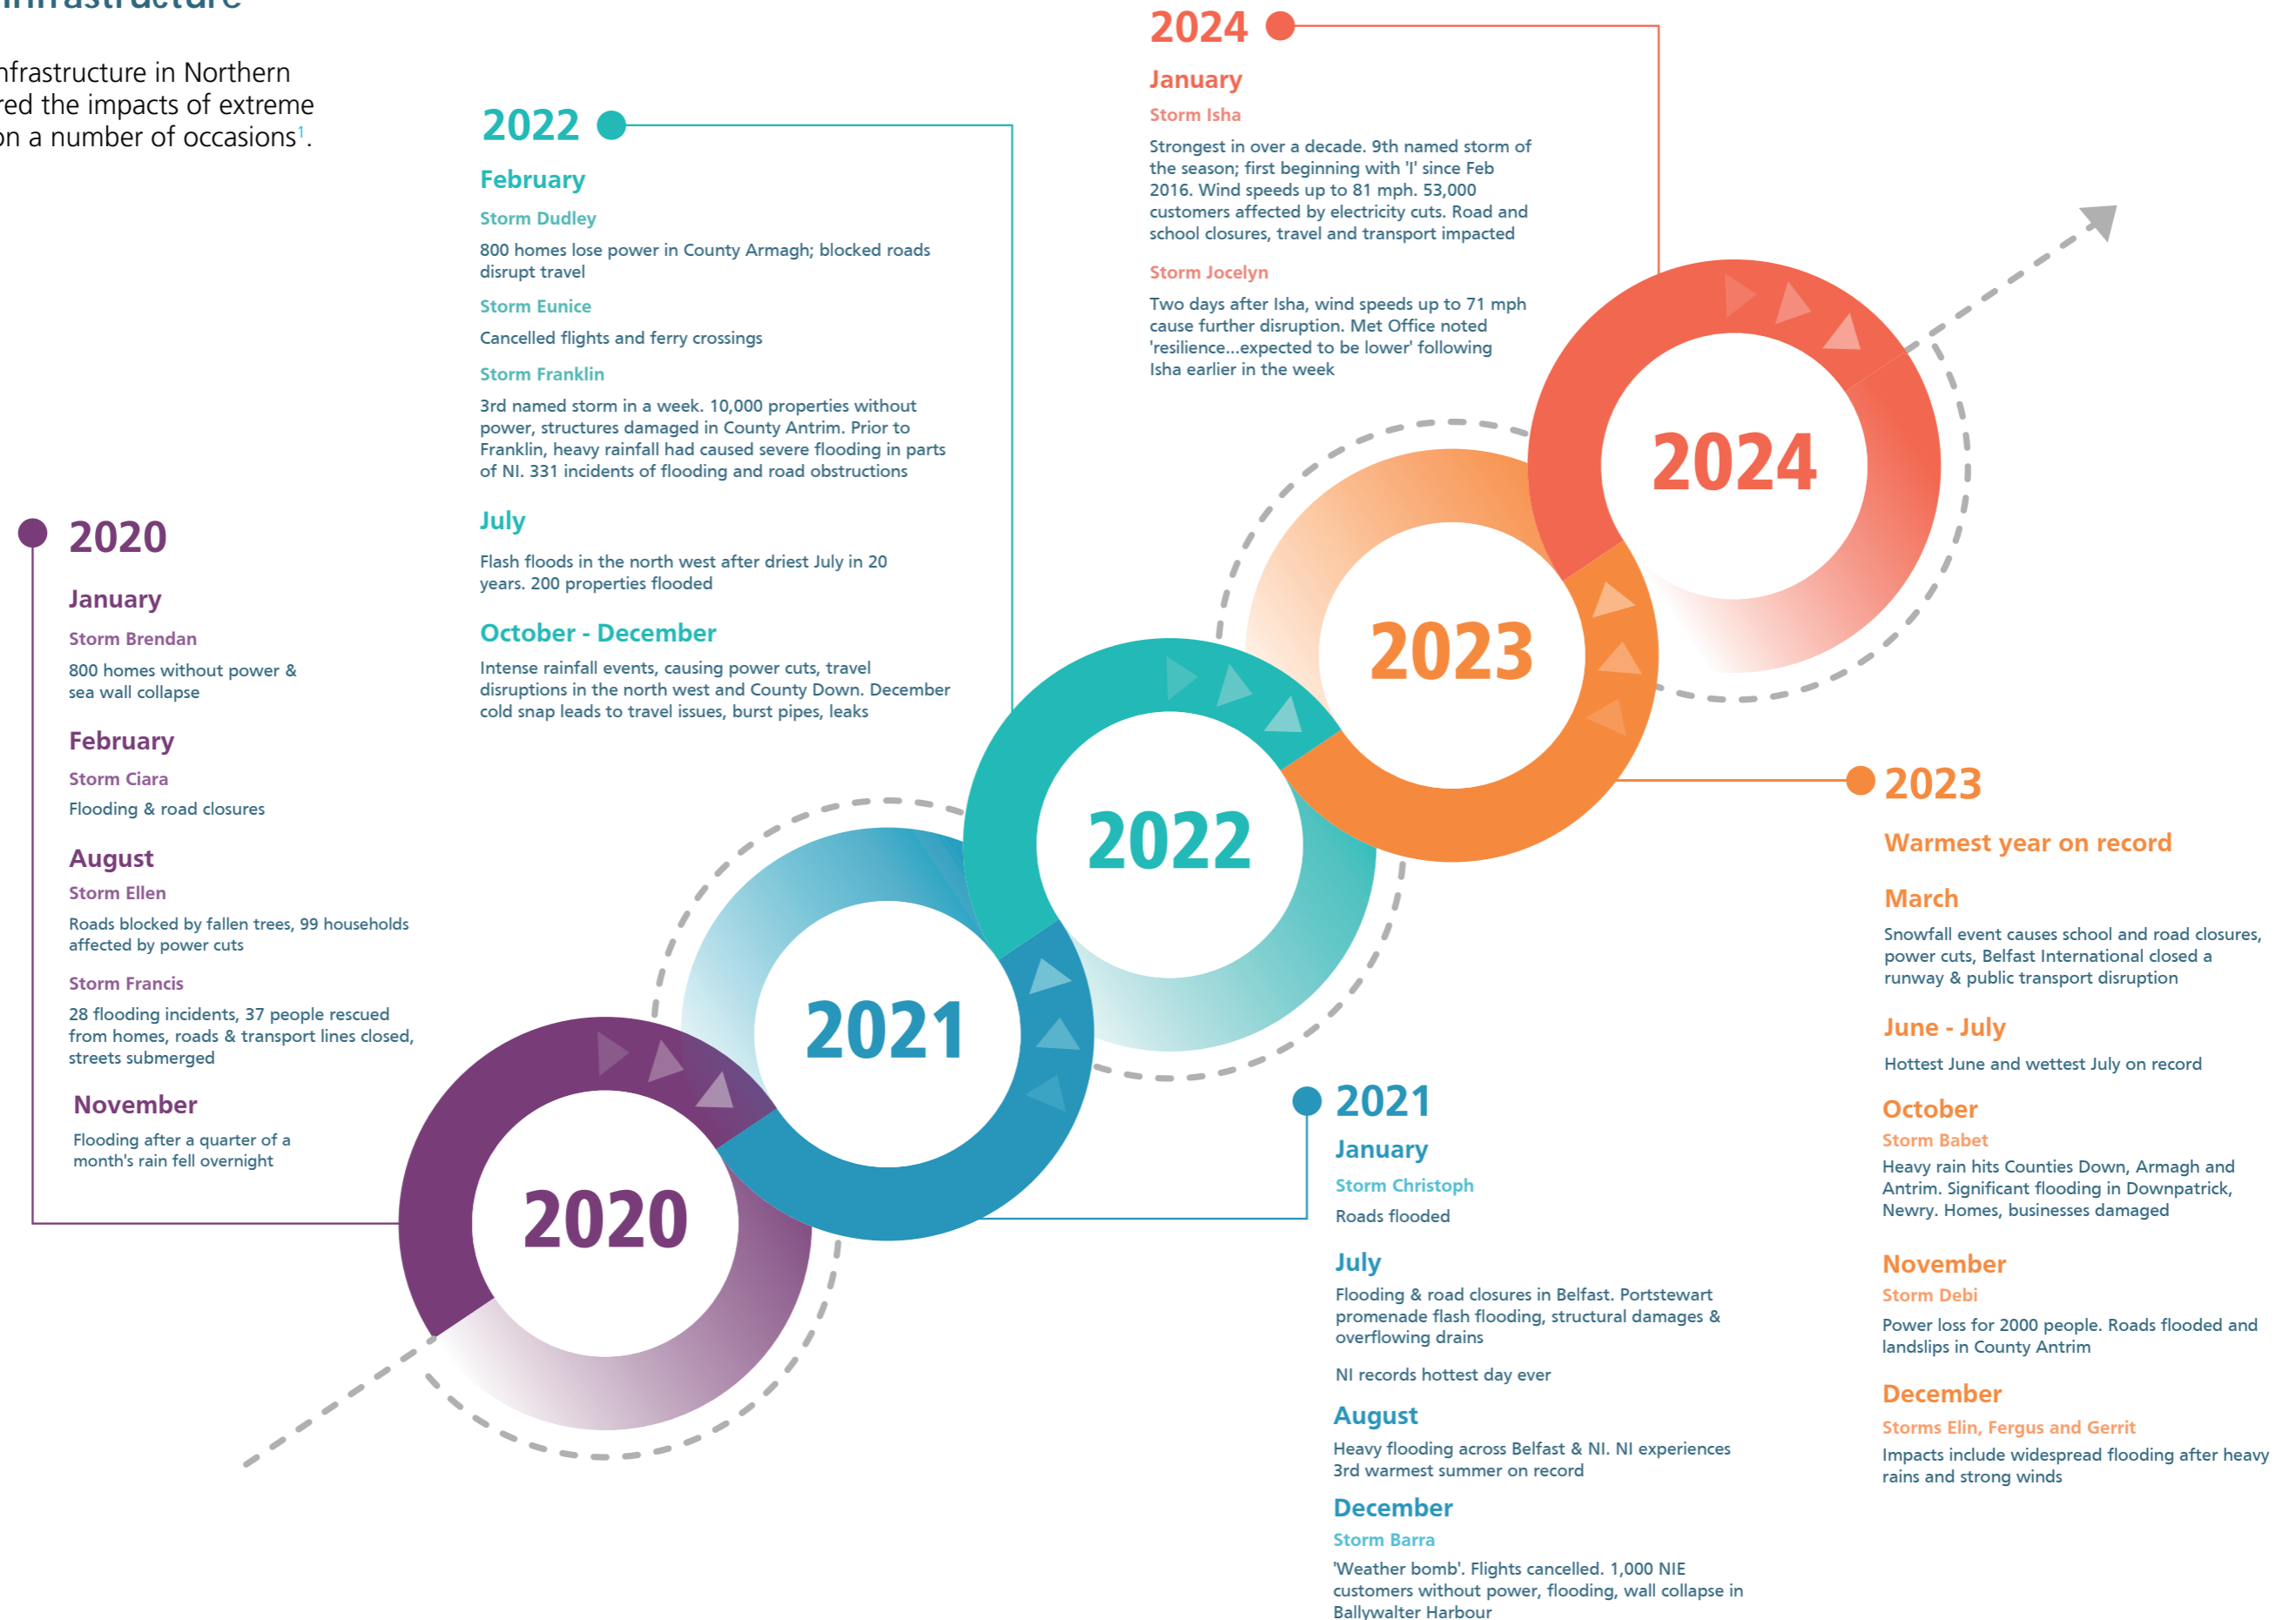 nfrastructure in Northern
red the impacts of extreme
on a number of occasions¹.
2020
January
Storm Brendan
800 homes without power &
sea wall collapse
February
Storm Ciara
Flooding & road closures
August
Storm Ellen
Roads blocked by fallen trees, 99 households
affected by power cuts
Storm Francis
28 flooding incidents, 37 people rescued
from homes, roads & transport lines closed,
streets submerged
November
Flooding after a quarter of a
month's rain fell overnight
2022
February
Storm Dudley
800 homes lose power in County Armagh; blocked roads
disrupt travel
Storm Eunice
Cancelled flights and ferry crossings
Storm Franklin
3rd named storm in a week. 10,000 properties without
power, structures damaged in County Antrim. Prior to
Franklin, heavy rainfall had caused severe flooding in parts
of NI. 331 incidents of flooding and road obstructions
July
Flash floods in the north west after driest July in 20
years. 200 properties flooded
October - December
Intense rainfall events, causing power cuts, travel
disruptions in the north west and County Down. December
cold snap leads to travel issues, burst pipes, leaks
2024
January
Storm Isha
Strongest in over a decade. 9th named storm of
the season; first beginning with 'I' since Feb
2016. Wind speeds up to 81 mph. 53,000
customers affected by electricity cuts. Road and
school closures, travel and transport impacted
Storm Jocelyn
Two days after Isha, wind speeds up to 71 mph
cause further disruption. Met Office noted
'resilience...expected to be lower' following
Isha earlier in the week
2024
2023
2022
2021
2020
2021
January
Storm Christoph
Roads flooded
July
Flooding & road closures in Belfast. Portstewart
promenade flash flooding, structural damages &
overflowing drains
NI records hottest day ever
August
Heavy flooding across Belfast & NI. NI experiences
3rd warmest summer on record
December
Storm Barra
'Weather bomb'. Flights cancelled. 1,000 NIE
customers without power, flooding, wall collapse in
Ballywalter Harbour
2023
Warmest year on record
March
Snowfall event causes school and road closures,
power cuts, Belfast International closed a
runway & public transport disruption
June - July
Hottest June and wettest July on record
October
Storm Babet
Heavy rain hits Counties Down, Armagh and
Antrim. Significant flooding in Downpatrick,
Newry. Homes, businesses damaged
November
Storm Debi
Power loss for 2000 people. Roads flooded and
landslips in County Antrim
December
Storms Elin, Fergus and Gerrit
Impacts include widespread flooding after heavy
rains and strong winds